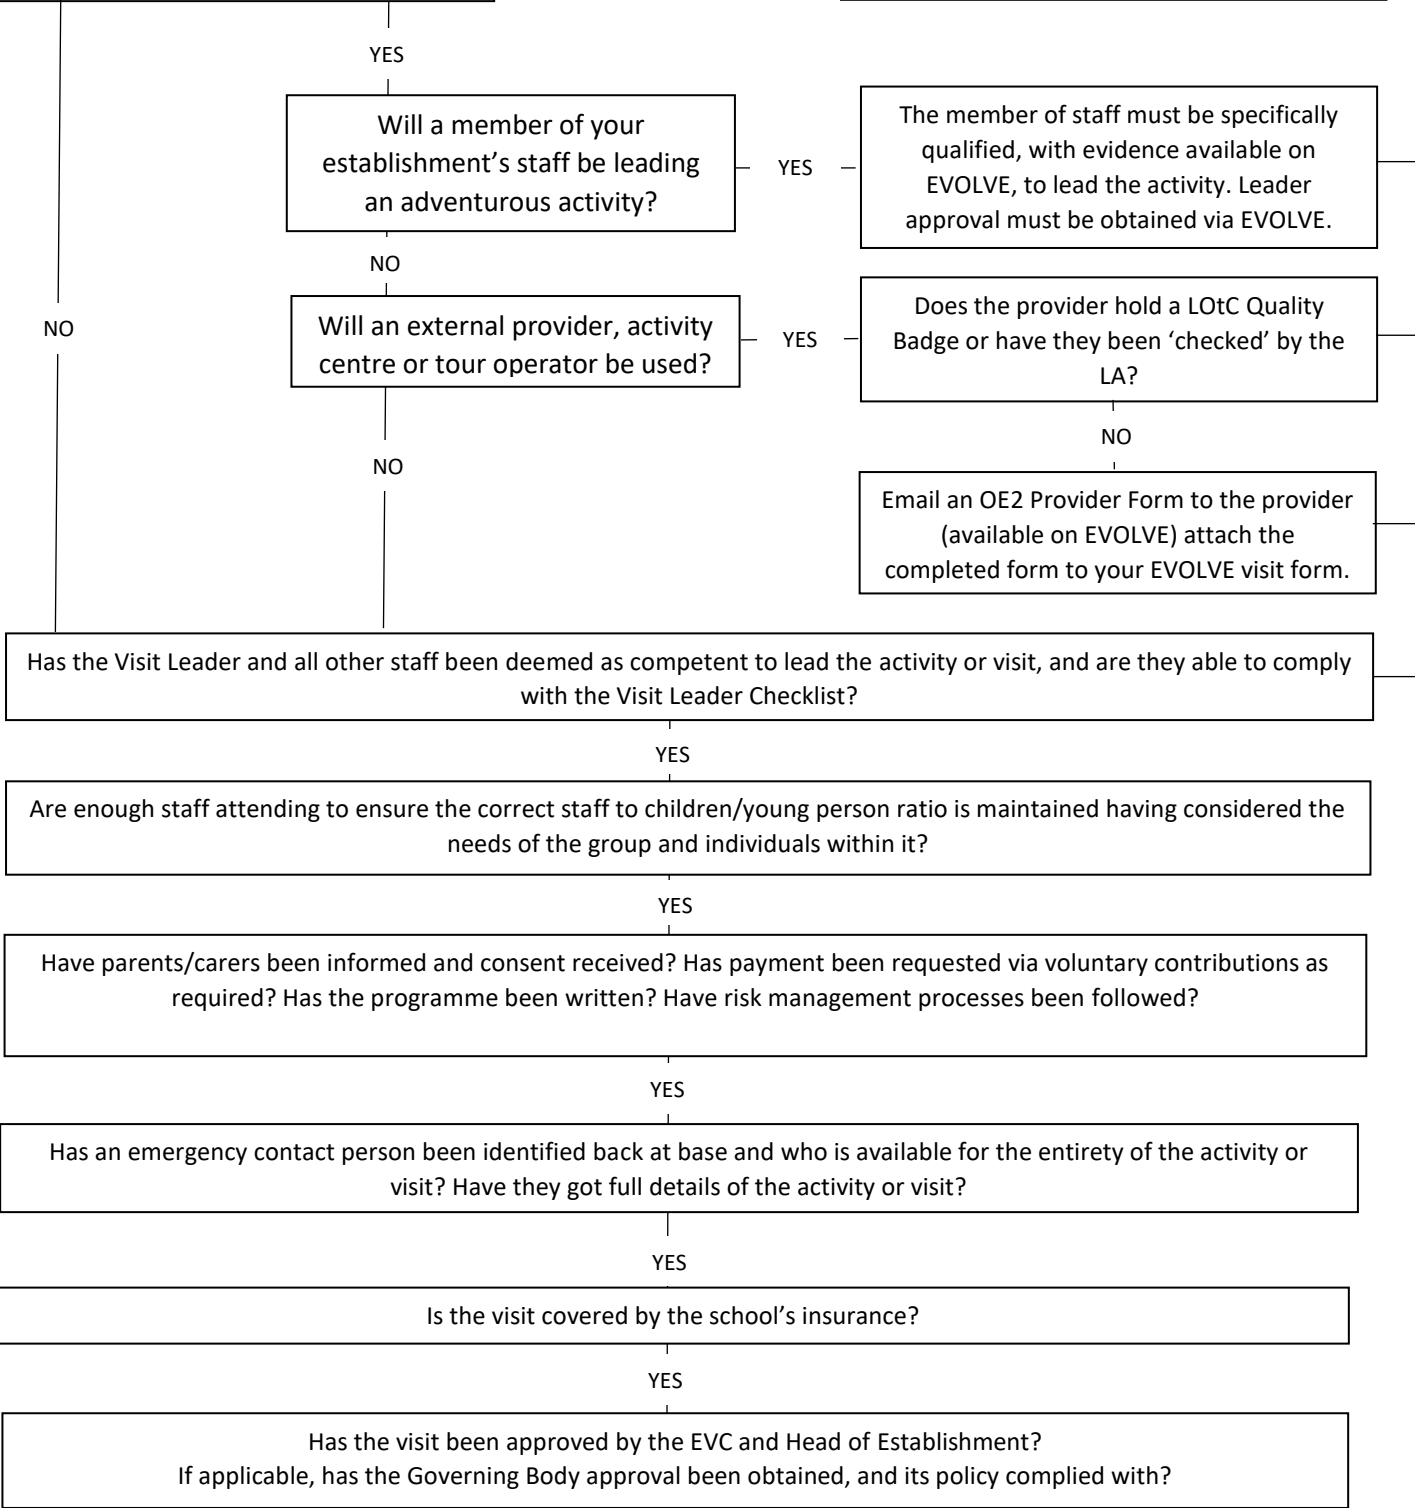 YES
Will a member of your
establishment’s staff be leading
an adventurous activity?
YES
The member of staff must be specifically
qualified, with evidence available on
EVOLVE, to lead the activity. Leader
approval must be obtained via EVOLVE.
NO
NO
Will an external provider, activity
centre or tour operator be used?
YES
Does the provider hold a LOtC Quality
Badge or have they been ‘checked’ by the
LA?
NO
NO
Email an OE2 Provider Form to the provider
(available on EVOLVE) attach the
completed form to your EVOLVE visit form.
Has the Visit Leader and all other staff been deemed as competent to lead the activity or visit, and are they able to comply
with the Visit Leader Checklist?
YES
Are enough staff attending to ensure the correct staff to children/young person ratio is maintained having considered the
needs of the group and individuals within it?
YES
Have parents/carers been informed and consent received? Has payment been requested via voluntary contributions as
required? Has the programme been written? Have risk management processes been followed?
YES
Has an emergency contact person been identified back at base and who is available for the entirety of the activity or
visit? Have they got full details of the activity or visit?
YES
Is the visit covered by the school’s insurance?
YES
Has the visit been approved by the EVC and Head of Establishment?
If applicable, has the Governing Body approval been obtained, and its policy complied with?